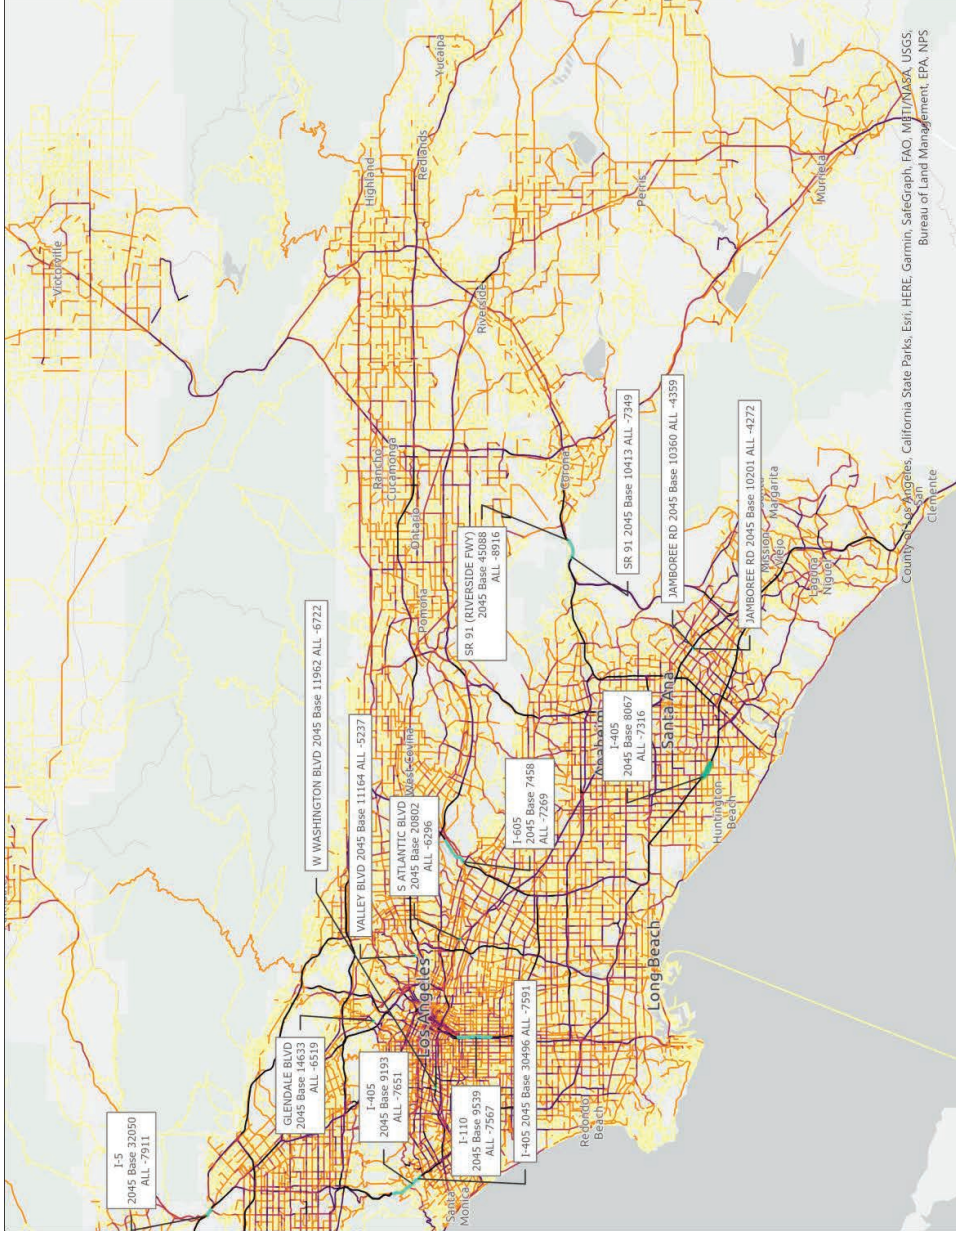 I-5
2045 Base 32050
ALL -7911
GLENDALE BLVD
2045 Base 14633
ALL -6519
I-405
2045 Base 9193
ALL -7651
I-110
2045 Base 9539
ALL -7567
I-405 2045 Base 30496 ALL -7591
W WASHINGTON BLVD 2045 Base 11962 ALL -6722
VALLEY BLVD 2045 Base 11164 ALL -5237
S ATLANTIC BLVD
2045 Base 20802
ALL -6296
I-605
2045 Base 7458
ALL -7269
SR 91 (RIVERSIDE FWY)
2045 Base 45088
ALL -8916
I-405
2045 Base 8067
ALL -7316
SR 91 2045 Base 10413 ALL -7349
JAMBOREE RD 2045 Base 10360 ALL -4359
JAMBOREE RD 2045 Base 10201 ALL -4272
Victorville
Yucaipa
Highland
Redlands
Rancho
Cucamonga
Ontario
Riverside
Perris
Murrieta
Pomona
Corona
West Covina
Los Angeles
Santa
Monica
Redondo
Beach
Long Beach
Anaheim
Santa Ana
Huntington
Beach
Mission
Viejo
Margarita
Laguna
Niguel
San
Clemente
County of Los Angeles, California State Parks, Esri, HERE, Garmin, SafeGraph, FAO, METI/NASA, USGS,
Bureau of Land Management, EPA, NPS